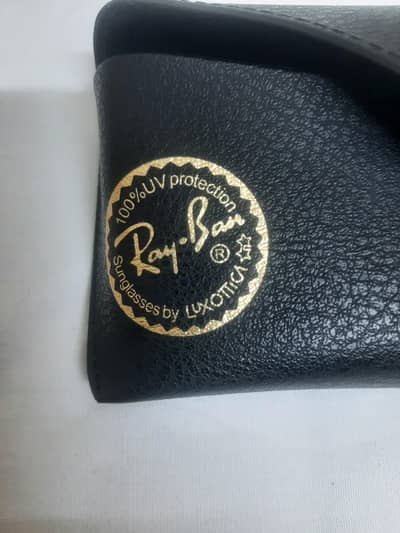 100%UV protection
Ray-Ban
®
Sunglasses by LUXOTTICA